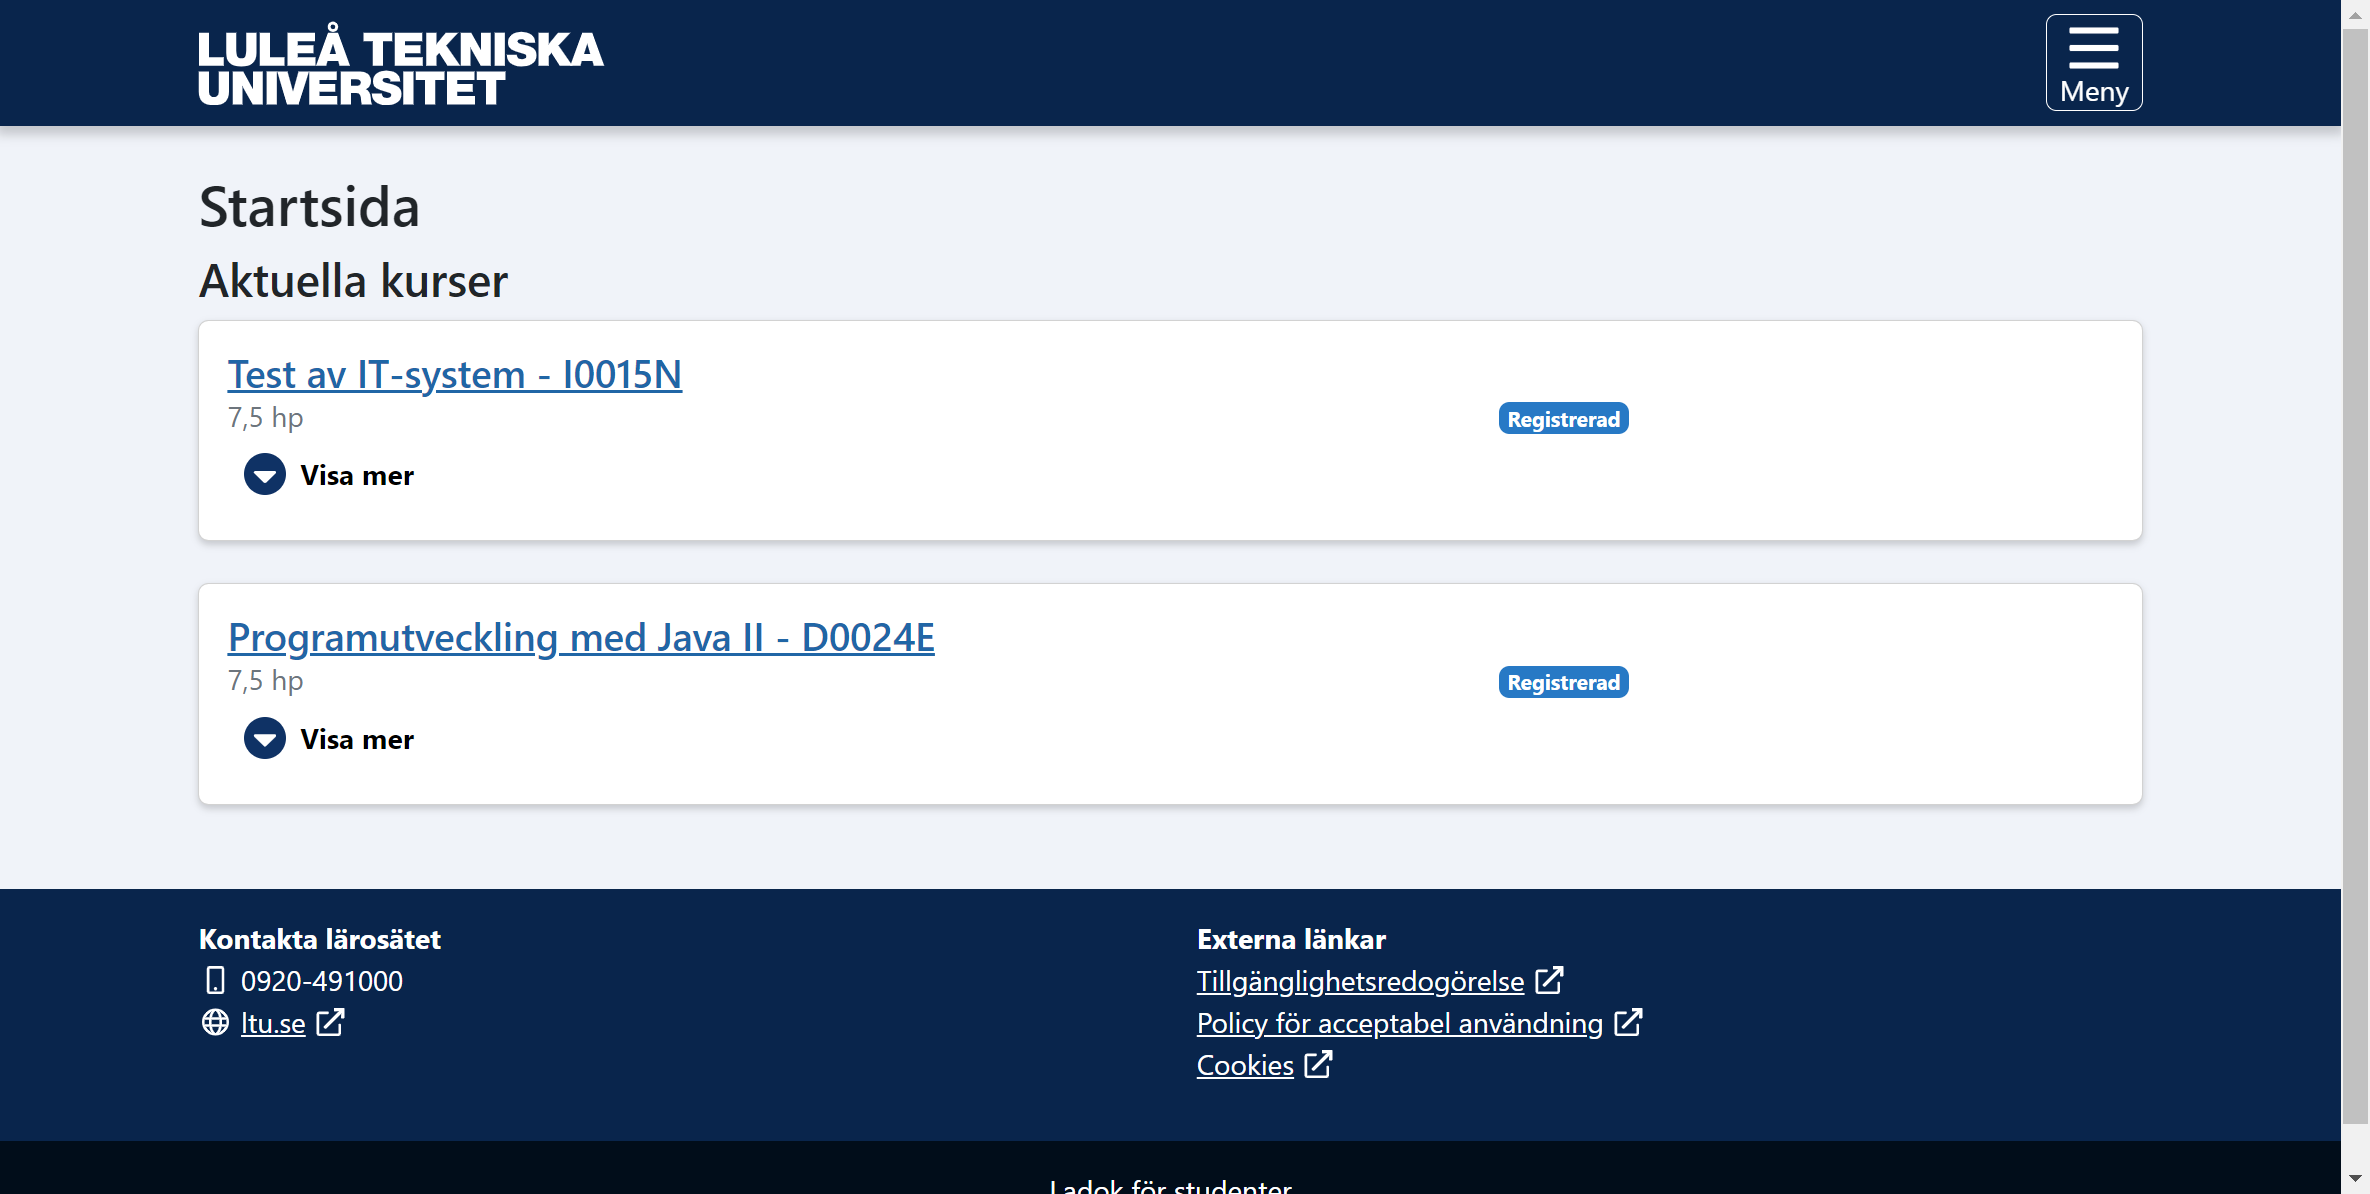 LULEÅ TEKNISKA
UNIVERSITET
Meny
Startsida
Aktuella kurser
Test av IT-system - I0015N
7,5 hp
Registrerad
Visa mer
Programutveckling med Java II - D0024E
7,5 hp
Registrerad
Visa mer
Kontakta lärosätet
0920-491000
ltu.se
Externa länkar
Tillgänglighetsredogörelse
Policy för acceptabel användning
Cookies
Ladok för studenter